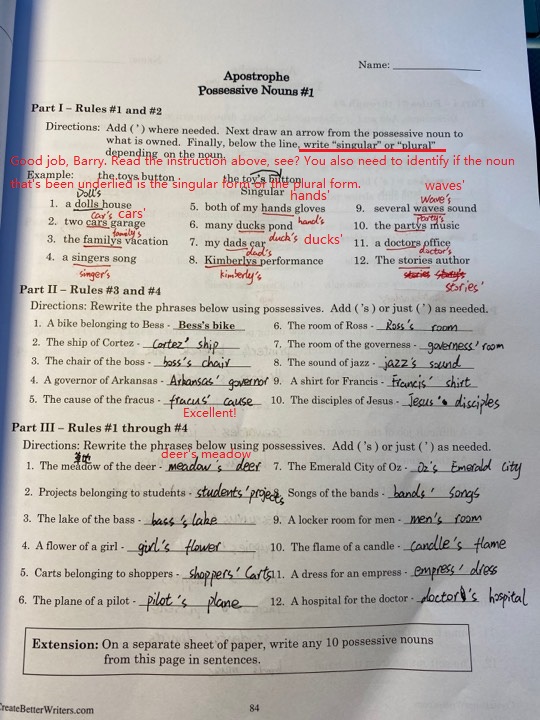 Name:
Apostrophe
Possessive Nouns #1
Part I – Rules #1 and #2
Directions: Add ( ' ) where needed. Next draw an arrow from the possessive noun to
what is owned. Finally, below the line, write "singular" or "plural"
depending on the noun.
Good job, Barry. Read the instruction above, see? You also need to identify if the noun
that's been underlied is the singular form or the plural form.
Example: the toys button the toy's button
Singular
waves'
Doll's
hands'
Wave's
1. a dolls house 5. both of my hands gloves 9. several waves sound
Car's cars' hand's Party's
2. two cars garage 6. many ducks pond 10. the partys music
family's duck's ducks'
3. the familys vacation 7. my dads car 11. a doctors office
dad's doctor's
4. a singers song 8. Kimberlys performance 12. The stories author
singer's Kimberly's
stories'
Part II – Rules #3 and #4
Directions: Rewrite the phrases below using possessives. Add ( 's ) or just ( ' ) as needed.
1. A bike belonging to Bess - Bess's bike 6. The room of Ross - Ross's room
2. The ship of Cortez - Cortez' ship 7. The room of the governess - governess' room
3. The chair of the boss - boss's chair 8. The sound of jazz - jazz's sound
4. A governor of Arkansas - Arkansas' governor 9. A shirt for Francis - Francis' shirt
5. The cause of the fracus - fracus' cause 10. The disciples of Jesus - Jesus' disciples
Excellent!
Part III – Rules #1 through #4
Directions: Rewrite the phrases below using possessives. Add ( 's ) or just ( ' ) as needed.
deer's meadow
1. The meadow of the deer - meadow's deer 7. The Emerald City of Oz - Oz's Emerald city
2. Projects belonging to students - students' projects Songs of the bands - bands' songs
3. The lake of the bass - bass's lake 9. A locker room for men - men's room
4. A flower of a girl - girl's flower 10. The flame of a candle - candle's flame
5. Carts belonging to shoppers - shoppers' Carts 11. A dress for an empress - empress' dress
6. The plane of a pilot - pilot's plane 12. A hospital for the doctor - doctor's hospital
Extension: On a separate sheet of paper, write any 10 possessive nouns
from this page in sentences.
CreateBetterWriters.com 84